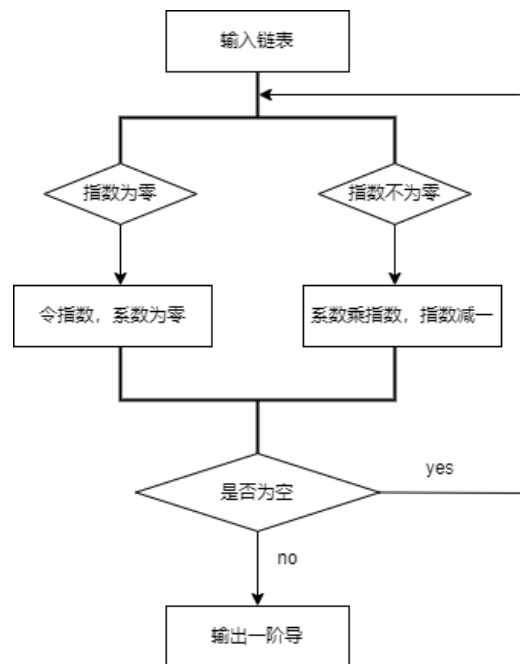 输入链表
指数为零
指数不为零
令指数，系数为零
系数乘指数，指数减一
是否为空
yes
no
输出一阶导